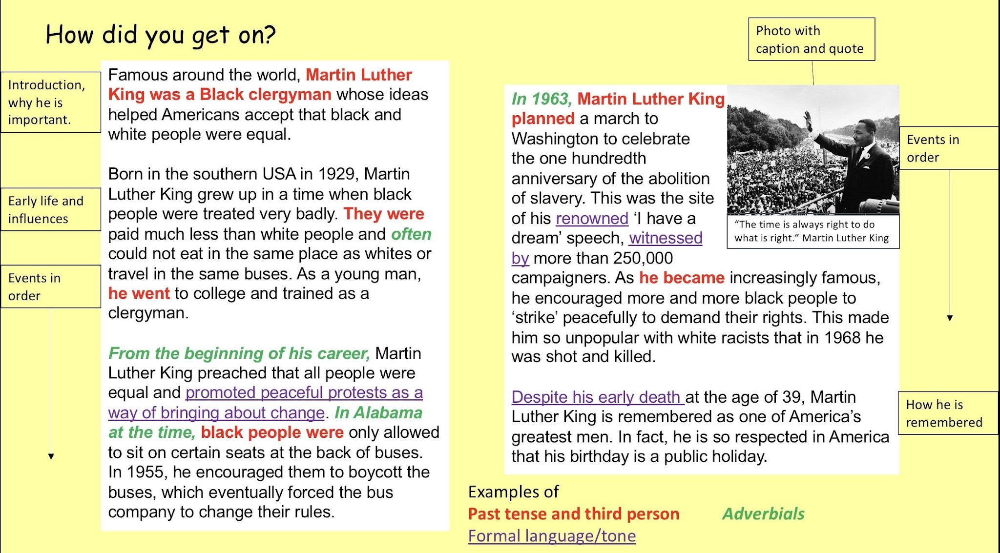 How did you get on?
Introduction,
why he is
important.
Famous around the world, Martin Luther
King was a Black clergyman whose ideas
helped Americans accept that black and
white people were equal.
Early life and
influences
Born in the southern USA in 1929, Martin
Luther King grew up in a time when black
people were treated very badly. They were
paid much less than white people and often
could not eat in the same place as whites or
travel in the same buses. As a young man,
he went to college and trained as a
clergyman.
Events in
order
From the beginning of his career, Martin
Luther King preached that all people were
equal and promoted peaceful protests as a
way of bringing about change. In Alabama
at the time, black people were only allowed
to sit on certain seats at the back of buses.
In 1955, he encouraged them to boycott the
buses, which eventually forced the bus
company to change their rules.
Photo with
caption and quote
In 1963, Martin Luther King
planned a march to
Washington to celebrate
the one hundredth
anniversary of the abolition
of slavery. This was the site
of his renowned ‘I have a
dream’ speech, witnessed
by more than 250,000
campaigners. As he became increasingly famous,
he encouraged more and more black people to
‘strike’ peacefully to demand their rights. This made
him so unpopular with white racists that in 1968 he
was shot and killed.
“The time is always right to do
what is right.” Martin Luther King
Events in
order
Despite his early death at the age of 39, Martin
Luther King is remembered as one of America’s
greatest men. In fact, he is so respected in America
that his birthday is a public holiday.
How he is
remembered
Examples of
Past tense and third person Adverbials
Formal language/tone